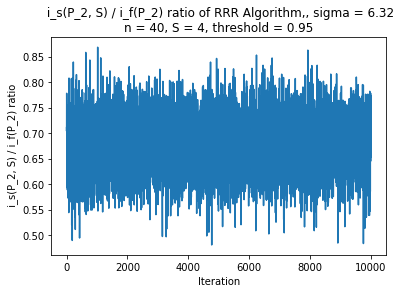 i_s(P_2, S) / i_f(P_2) ratio of RRR Algorithm,, sigma = 6.32
n = 40, S = 4, threshold = 0.95
i_s(P_2, S) / i_f(P_2) ratio
0.85
0.80
0.75
0.70
0.65
0.60
0.55
0.50
0 2000 4000 6000 8000 10000
Iteration